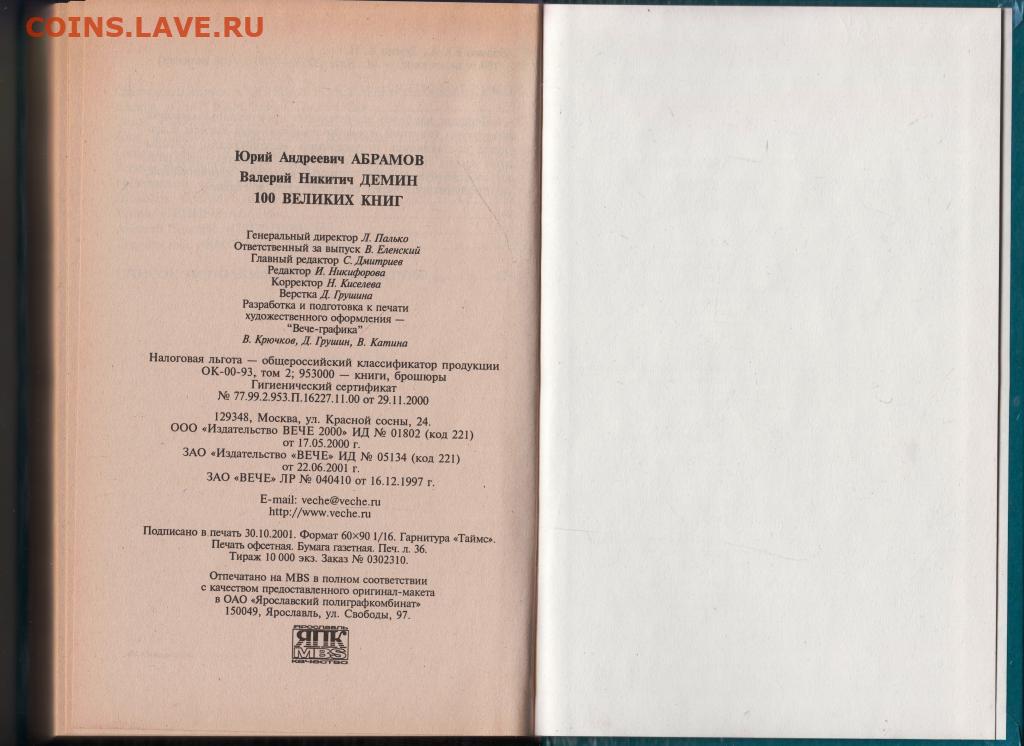 COINS.LAVE.RU
Юрий Андреевич АБРАМОВ
Валерий Никитич ДЕМИН
100 ВЕЛИКИХ КНИГ
Генеральный директор Л. Палько
Ответственный за выпуск В. Еленский
Главный редактор С. Дмитриев
Редактор И. Никифорова
Корректор Н. Киселева
Верстка Д. Грушина
Разработка и подготовка к печати
художественного оформления —
“Вече-графика”
В. Крючков, Д. Грушин, В. Катина
Налоговая льгота — общероссийский классификатор продукции
ОК-00-93, том 2; 953000 — книги, брошюры
Гигиенический сертификат
№ 77.99.2.953.П.16227.11.00 от 29.11.2000
129348, Москва, ул. Красной сосны, 24.
ООО «Издательство ВЕЧЕ 2000» ИД № 01802 (код 221)
от 17.05.2000 г.
ЗАО «Издательство «ВЕЧЕ» ИД № 05134 (код 221)
от 22.06.2001 г.
ЗАО «ВЕЧЕ» ЛР № 040410 от 16.12.1997 г.
E-mail: veche@veche.ru
http://www.veche.ru
Подписано в печать 30.10.2001. Формат 60×90 1/16. Гарнитура «Таймс».
Печать офсетная. Бумага газетная. Печ. л. 36.
Тираж 10 000 экз. Заказ № 0302310.
Отпечатано на MBS в полном соответствии
с качеством предоставленного оригинал-макета
в ОАО «Ярославский полиграфкомбинат»
150049, Ярославль, ул. Свободы, 97.
ЯРОСЛАВЛЬ
ЯПК
MBS
КАЧЕСТВО